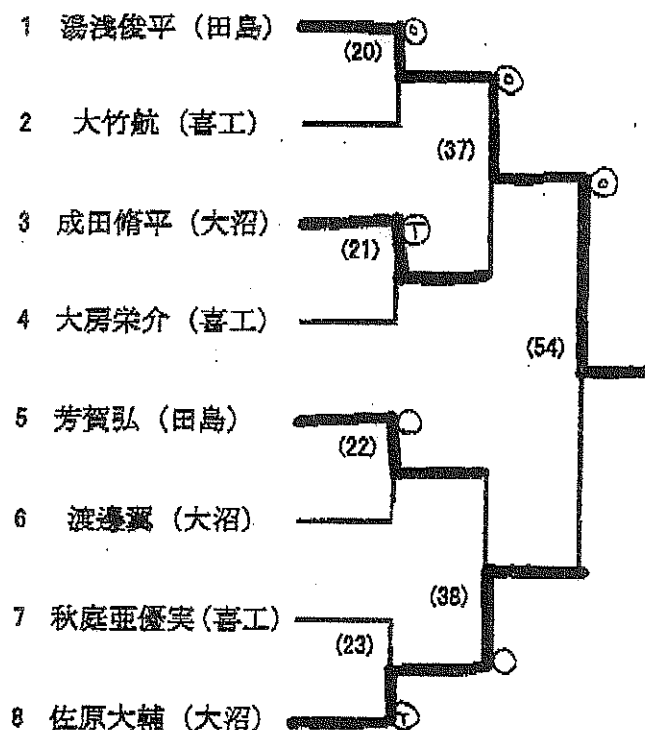 1 湯浅俊平（田島）
(20)
2 大竹航（喜工）
(37)
3 成田脩平（大沼）
T
(21)
4 大房栄介（喜工）
(54)
5 芳賀弘（田島）
(22)
6 渡邊翼（大沼）
(38)
7 秋庭亜優実(喜工)
(23)
8 佐原大輔（大沼）
T